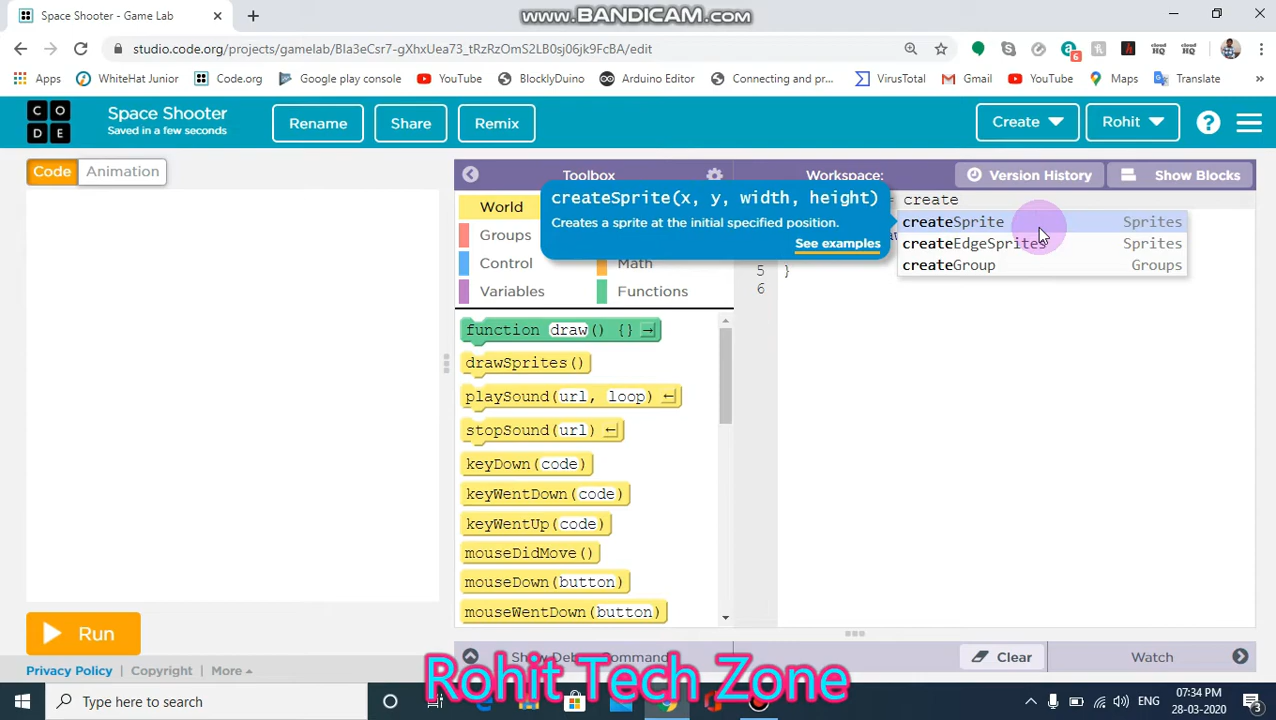 Space Shooter - Game Lab
www.BANDICAM.com
studio.code.org/projects/gamelab/BIa3eCsr7-gXhxUea73_tRzRzOmS2LB0sj06jk9FcBA/edit
6
Apps
WhiteHat Junior
Code.org
Google play console
YouTube
BlocklyDuino
Arduino Editor
Connecting and pr...
VirusTotal
Gmail
YouTube
Maps
Translate
CODE
Space Shooter
Saved in a few seconds
Rename
Share
Remix
Create
Rohit
?
Code
Animation
Toolbox
Workspace:
Version History
Show Blocks
World
Groups
Control
Math
Variables
Functions
createSprite(x, y, width, height)
Creates a sprite at the initial specified position.
See examples
= create
createSprite Sprites
createEdgeSprites Sprites
createGroup Groups
5 }
6
function draw() {}
drawSprites()
playSound(url, loop)
stopSound(url)
keyDown(code)
keyWentDown(code)
keyWentUp(code)
mouseDidMove()
mouseDown(button)
mouseWentDown(button)
Run
Command
Clear
Watch
Privacy Policy
Copyright
More
Rohit Tech Zone
Type here to search
ENG
07:34 PM
28-03-2020
3